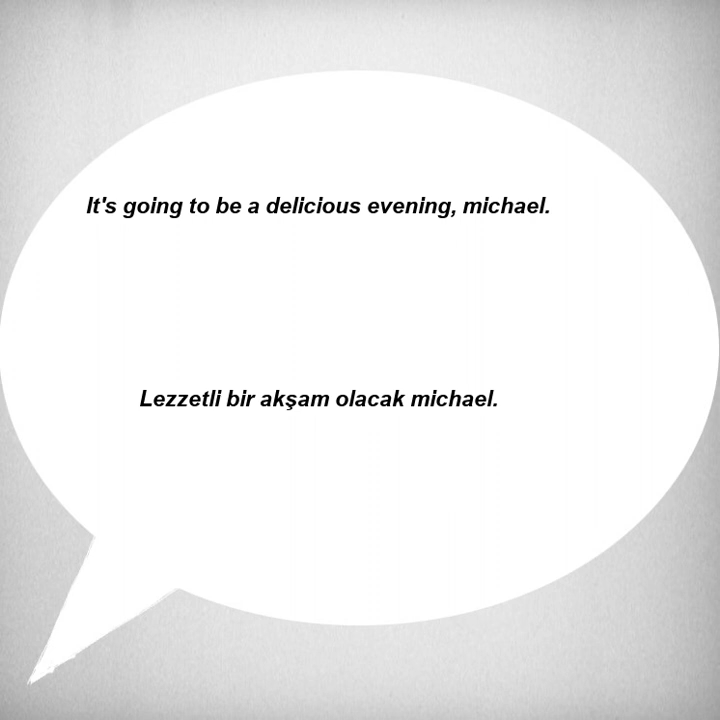 It's going to be a delicious evening, michael.
Lezzetli bir akşam olacak michael.